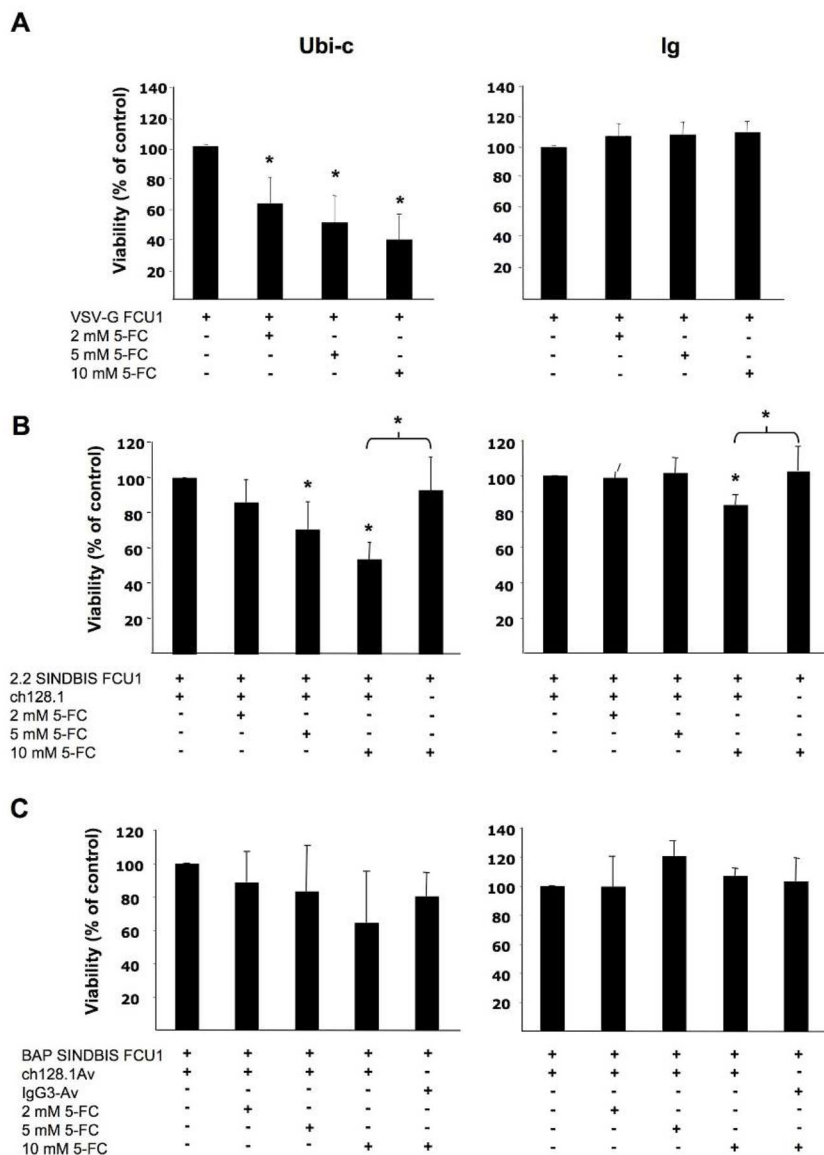 A
Ubi-c
Ig
Viability (% of control)
140
120
100
80
60
40
20
*
*
*
140
120
100
80
60
40
20
VSV-G FCU1 + + + + + + + +
2 mM 5-FC - + - - - + - -
5 mM 5-FC - - + - - - + -
10 mM 5-FC - - - + - - - +
B
Viability (% of control)
120
100
80
60
40
20
*
*
*
120
100
80
60
40
20
*
*
2.2 SINDBIS FCU1 + + + + + + + + + +
ch128.1 + + + + - + + + + -
2 mM 5-FC - + - - - - + - - -
5 mM 5-FC - - + - - - - + - -
10 mM 5-FC - - - + + - - - + +
C
Viability (% of control)
120
100
80
60
40
20
140
120
100
80
60
40
20
BAP SINDBIS FCU1 + + + + + + + + + +
ch128.1Av + + + + - + + + + -
IgG3-Av - - - - + - - - - +
2 mM 5-FC - + - - - - + - - -
5 mM 5-FC - - + - - - - + - -
10 mM 5-FC - - - + + - - - + +